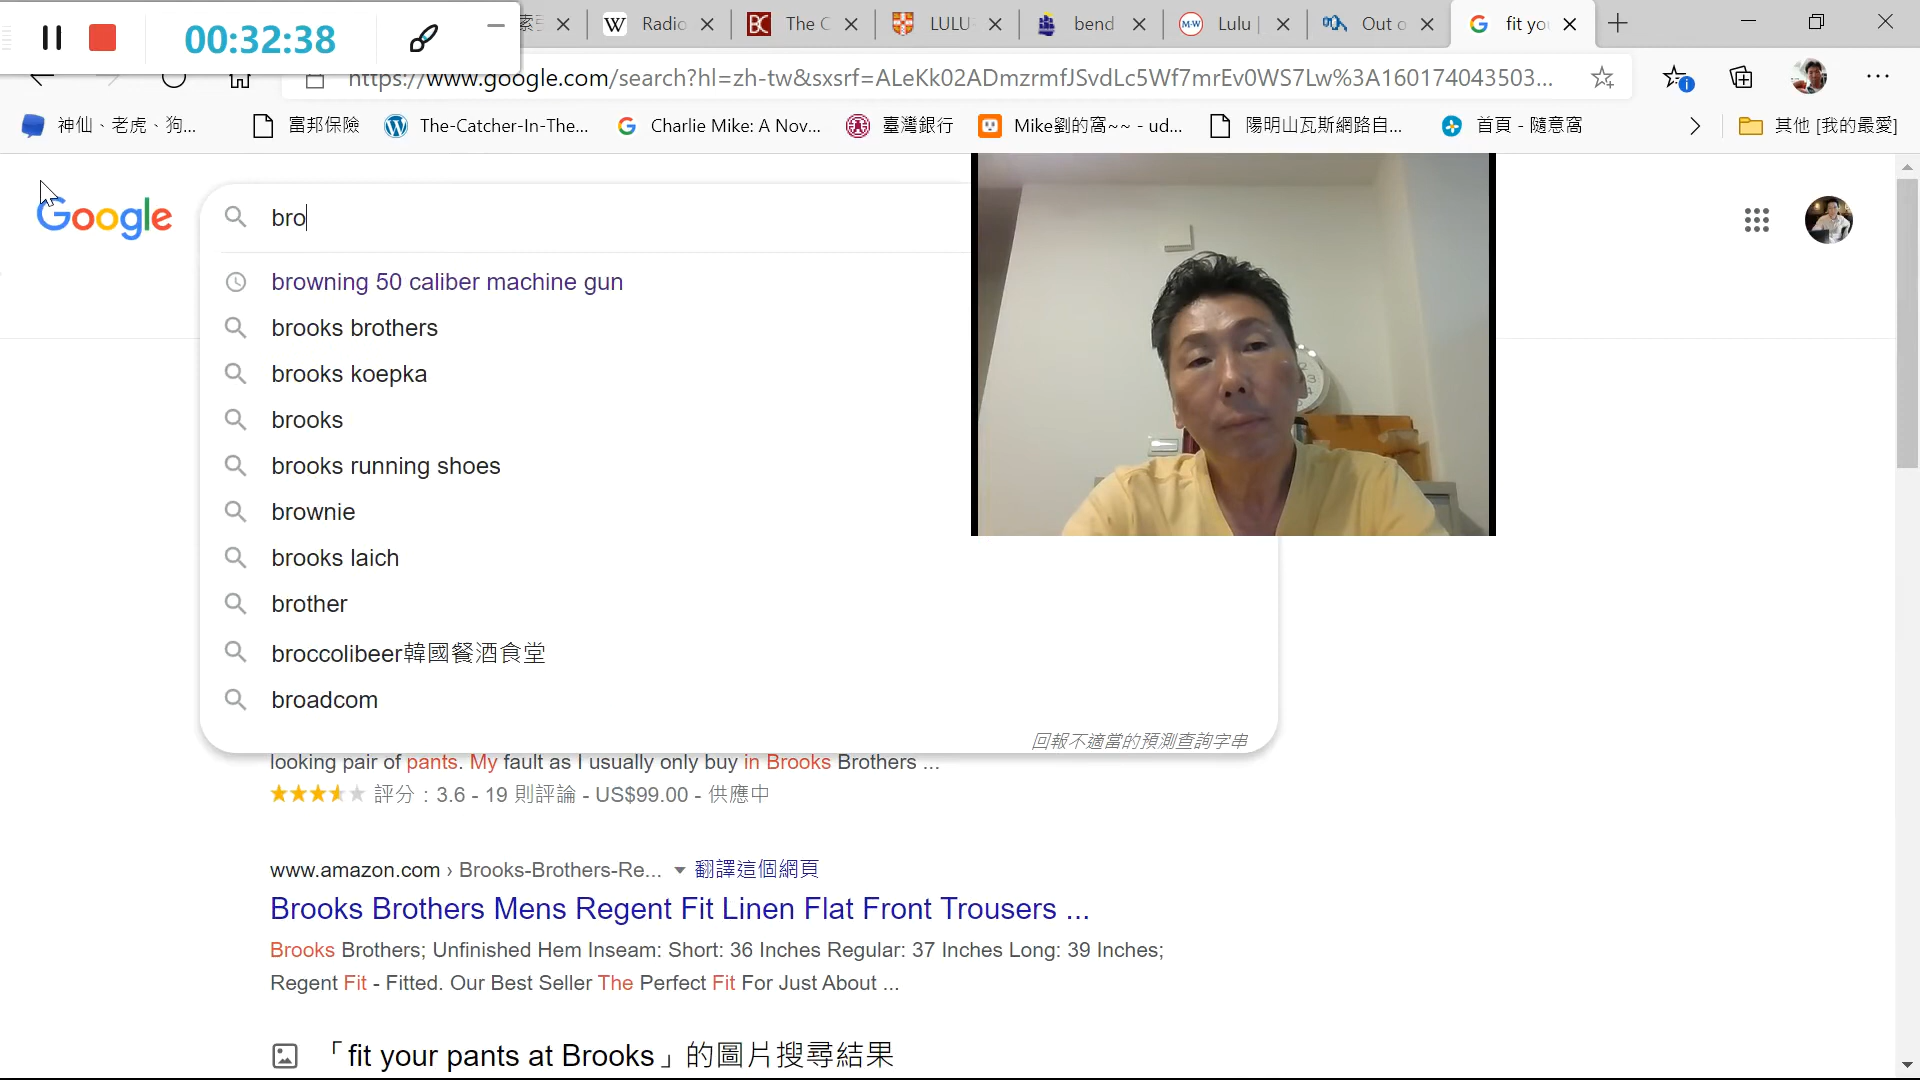 00:32:38
Radio
The C
LULU
bend
Lulu |
Out o
fit you
https://www.google.com/search?hl=zh-tw&sxsrf=ALeKk02ADmzrmfJSvdLc5Wf7mrEv0WS7Lw%3A160174043503...
神仙、老虎、狗...
富邦保險
The-Catcher-In-The...
Charlie Mike: A Nov...
臺灣銀行
Mike劉的窩~~ - ud...
陽明山瓦斯網路自...
首頁 - 隨意窩
其他 [我的最愛]
Google
bro
browning 50 caliber machine gun
brooks brothers
brooks koepka
brooks
brooks running shoes
brownie
brooks laich
brother
broccolibeer韓國餐酒食堂
broadcom
回報不適當的預測查詢字串
looking pair of pants. My fault as I usually only buy in Brooks Brothers ...
評分：3.6 - 19 則評論 - US$99.00 - 供應中
www.amazon.com › Brooks-Brothers-Re... 翻譯這個網頁
Brooks Brothers Mens Regent Fit Linen Flat Front Trousers ...
Brooks Brothers; Unfinished Hem Inseam: Short: 36 Inches Regular: 37 Inches Long: 39 Inches;
Regent Fit - Fitted. Our Best Seller The Perfect Fit For Just About ...
「fit your pants at Brooks」的圖片搜尋結果